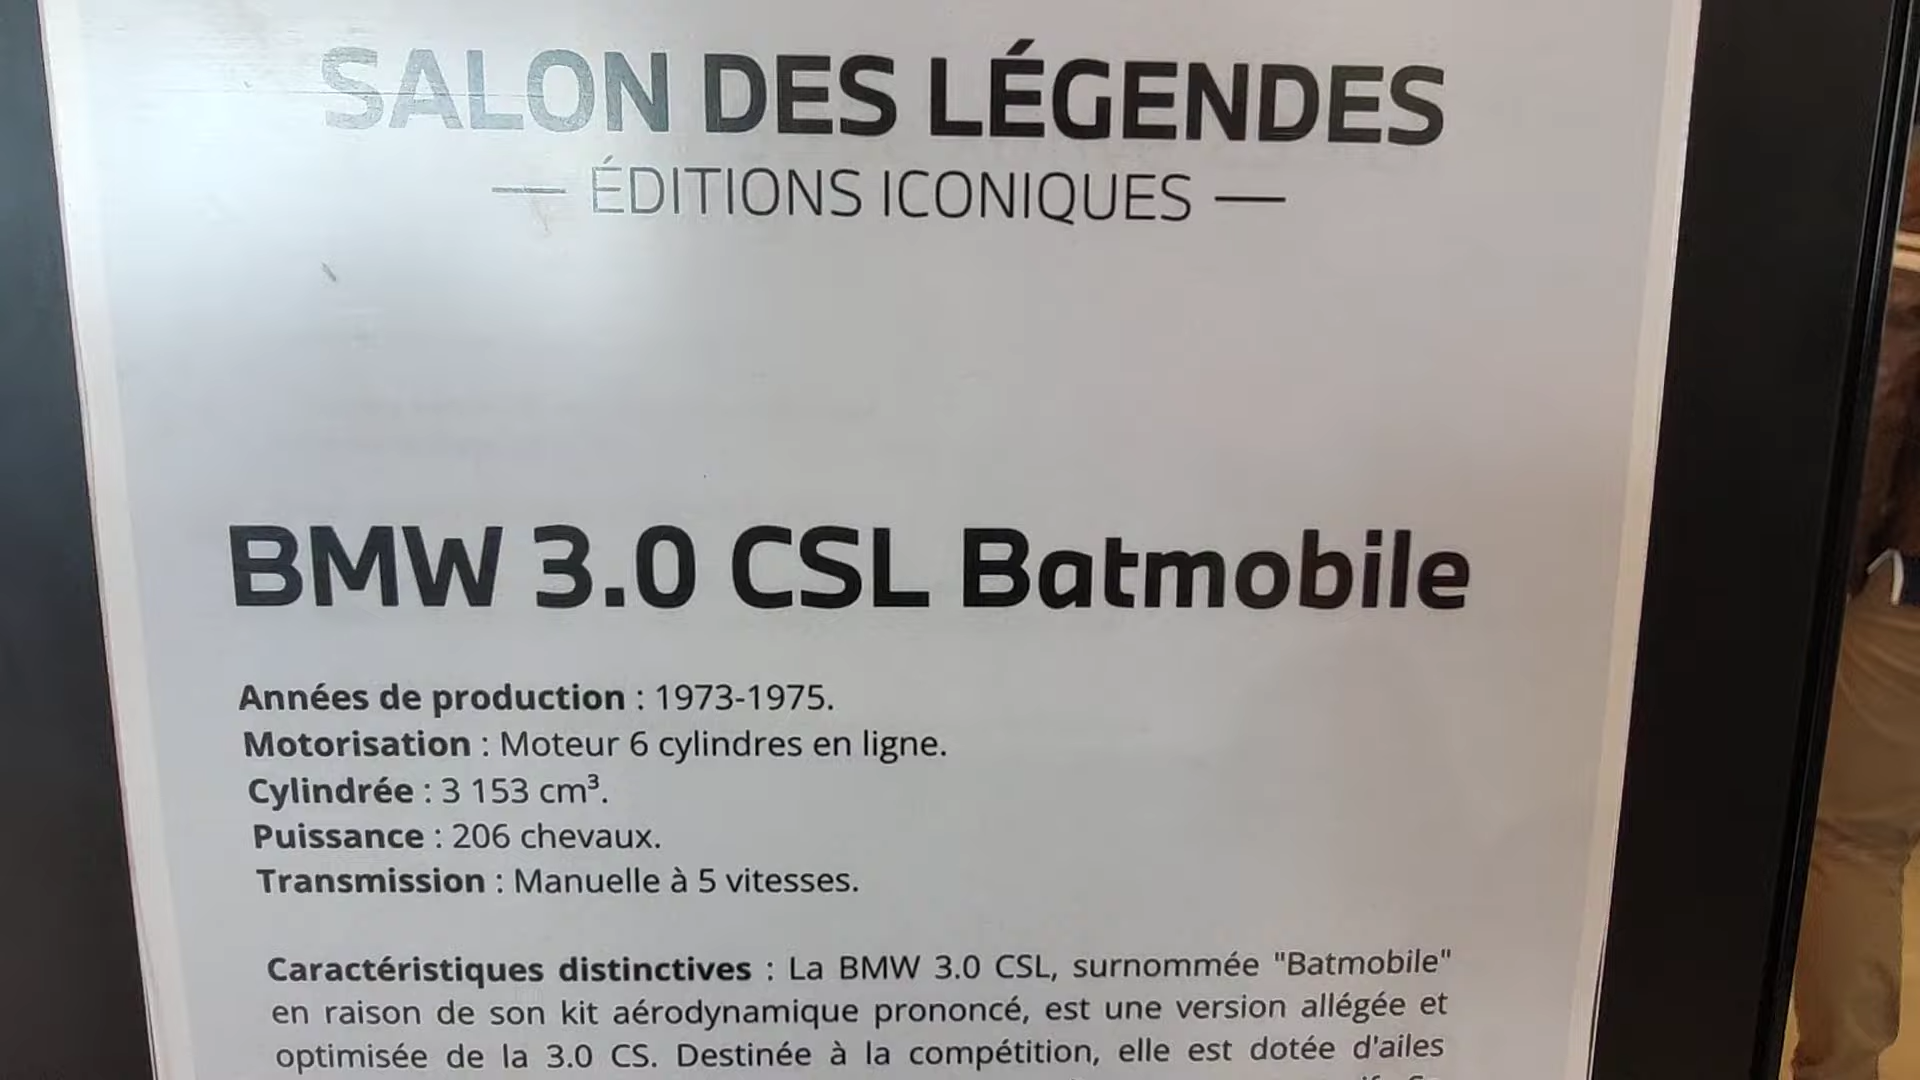 SALON DES LÉGENDES
— ÉDITIONS ICONIQUES —
BMW 3.0 CSL Batmobile
Années de production : 1973-1975.
Motorisation : Moteur 6 cylindres en ligne.
Cylindrée : 3 153 cm³.
Puissance : 206 chevaux.
Transmission : Manuelle à 5 vitesses.
Caractéristiques distinctives : La BMW 3.0 CSL, surnommée "Batmobile"
en raison de son kit aérodynamique prononcé, est une version allégée et
optimisée de la 3.0 CS. Destinée à la compétition, elle est dotée d'ailes